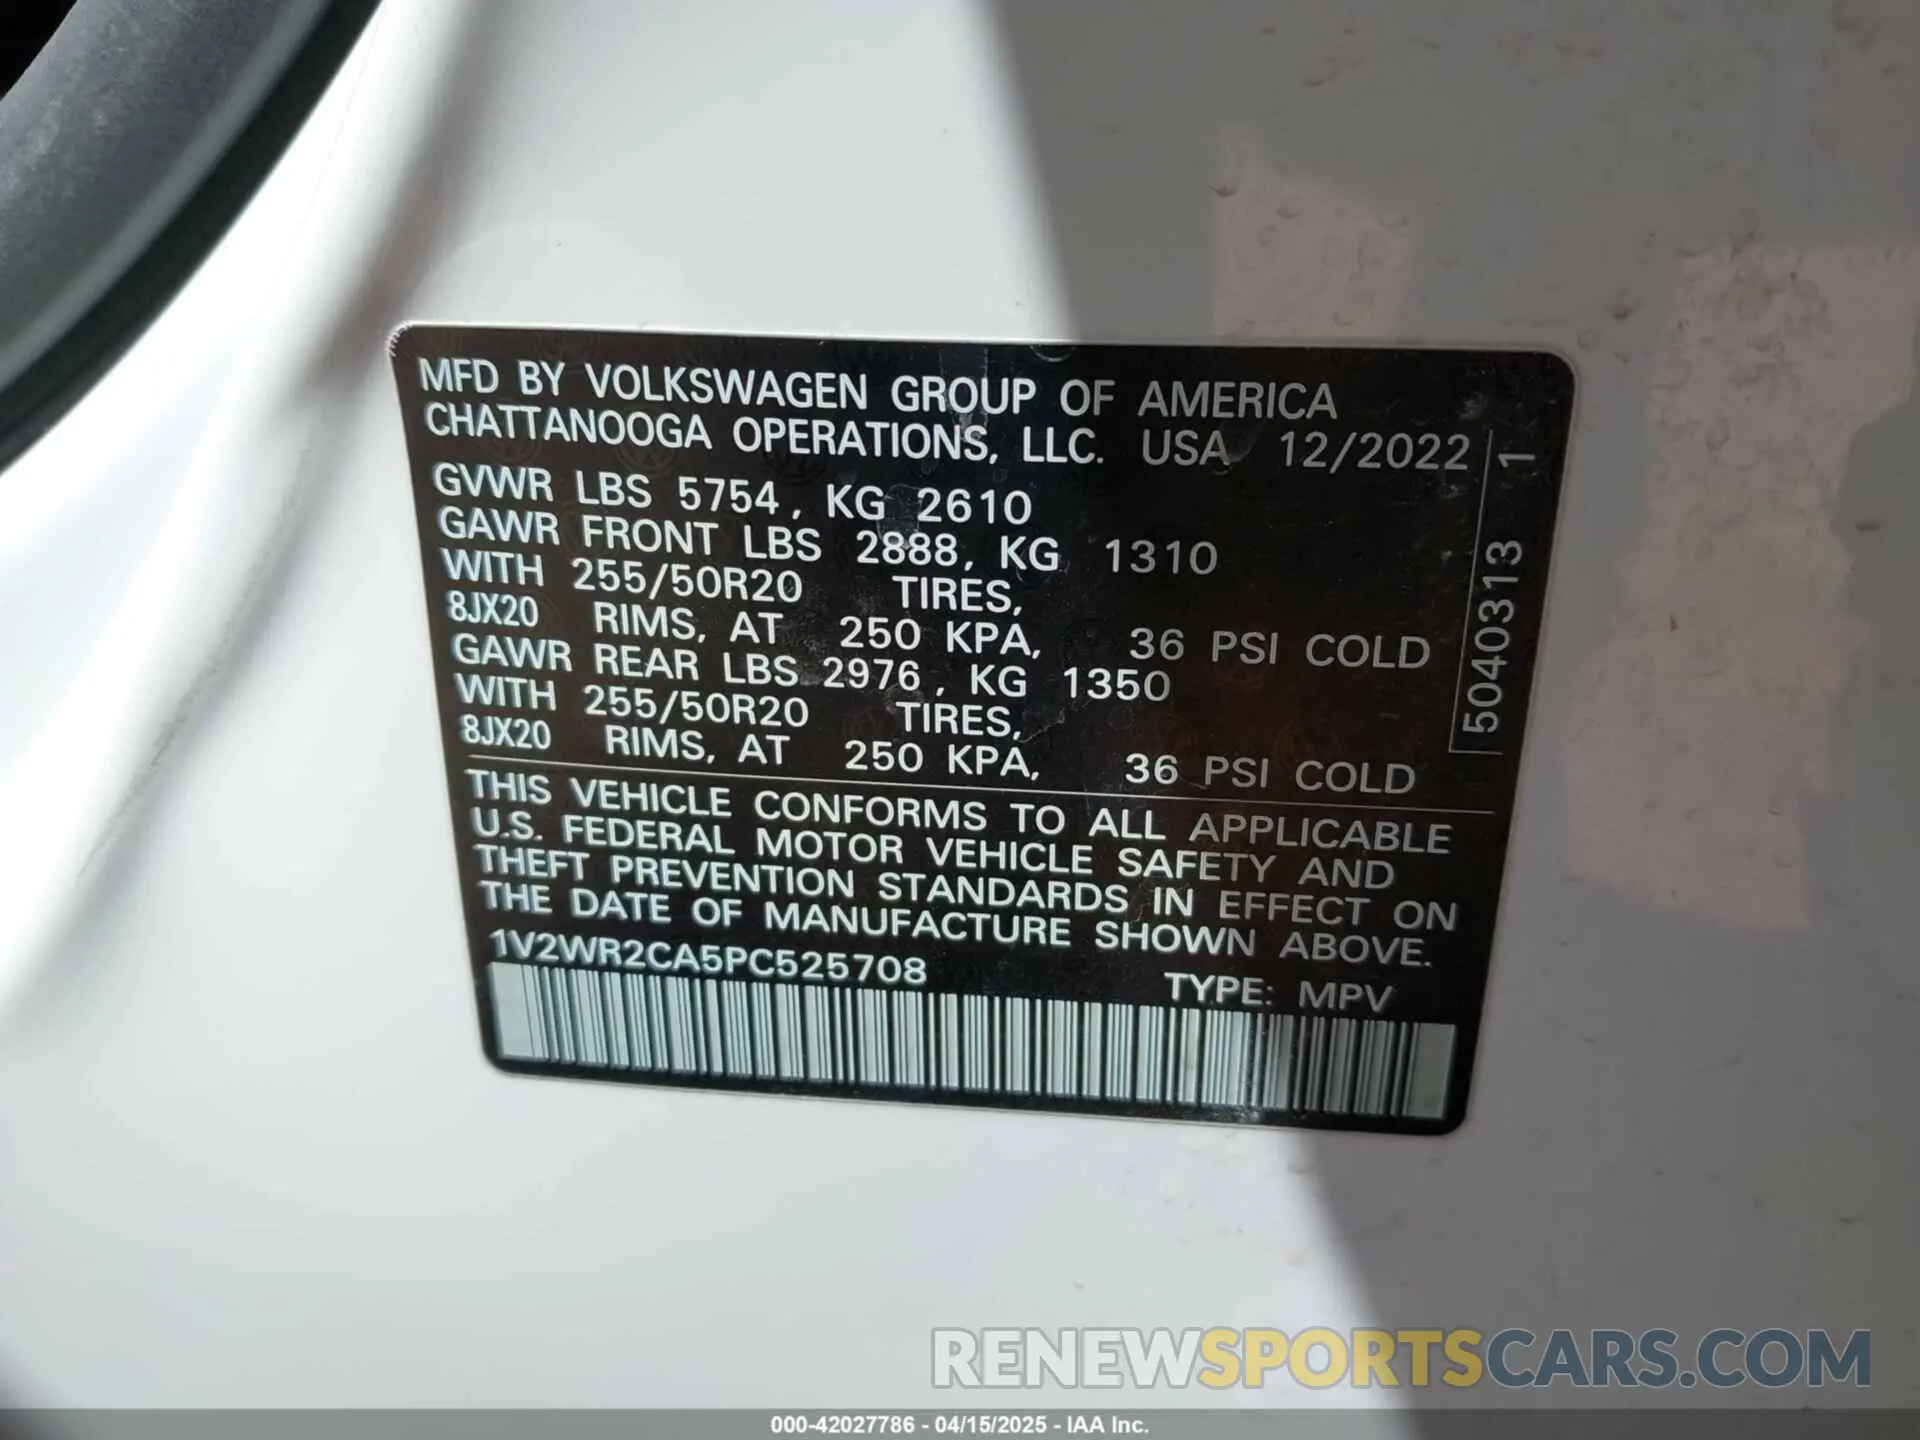 MFD BY VOLKSWAGEN GROUP OF AMERICA
CHATTANOOGA OPERATIONS, LLC. USA 12/2022
GVWR LBS 5754, KG 2610
GAWR FRONT LBS 2888, KG 1310
WITH 255/50R20 TIRES,
8JX20 RIMS, AT 250 KPA, 36 PSI COLD
GAWR REAR LBS 2976, KG 1350
WITH 255/50R20 TIRES,
8JX20 RIMS, AT 250 KPA, 36 PSI COLD
5040313 1
THIS VEHICLE CONFORMS TO ALL APPLICABLE
U.S. FEDERAL MOTOR VEHICLE SAFETY AND
THEFT PREVENTION STANDARDS IN EFFECT ON
THE DATE OF MANUFACTURE SHOWN ABOVE.
1V2WR2CA5PC525708
TYPE: MPV
RENEWSPORTSCARS.COM
000-42027786 - 04/15/2025 - IAA Inc.